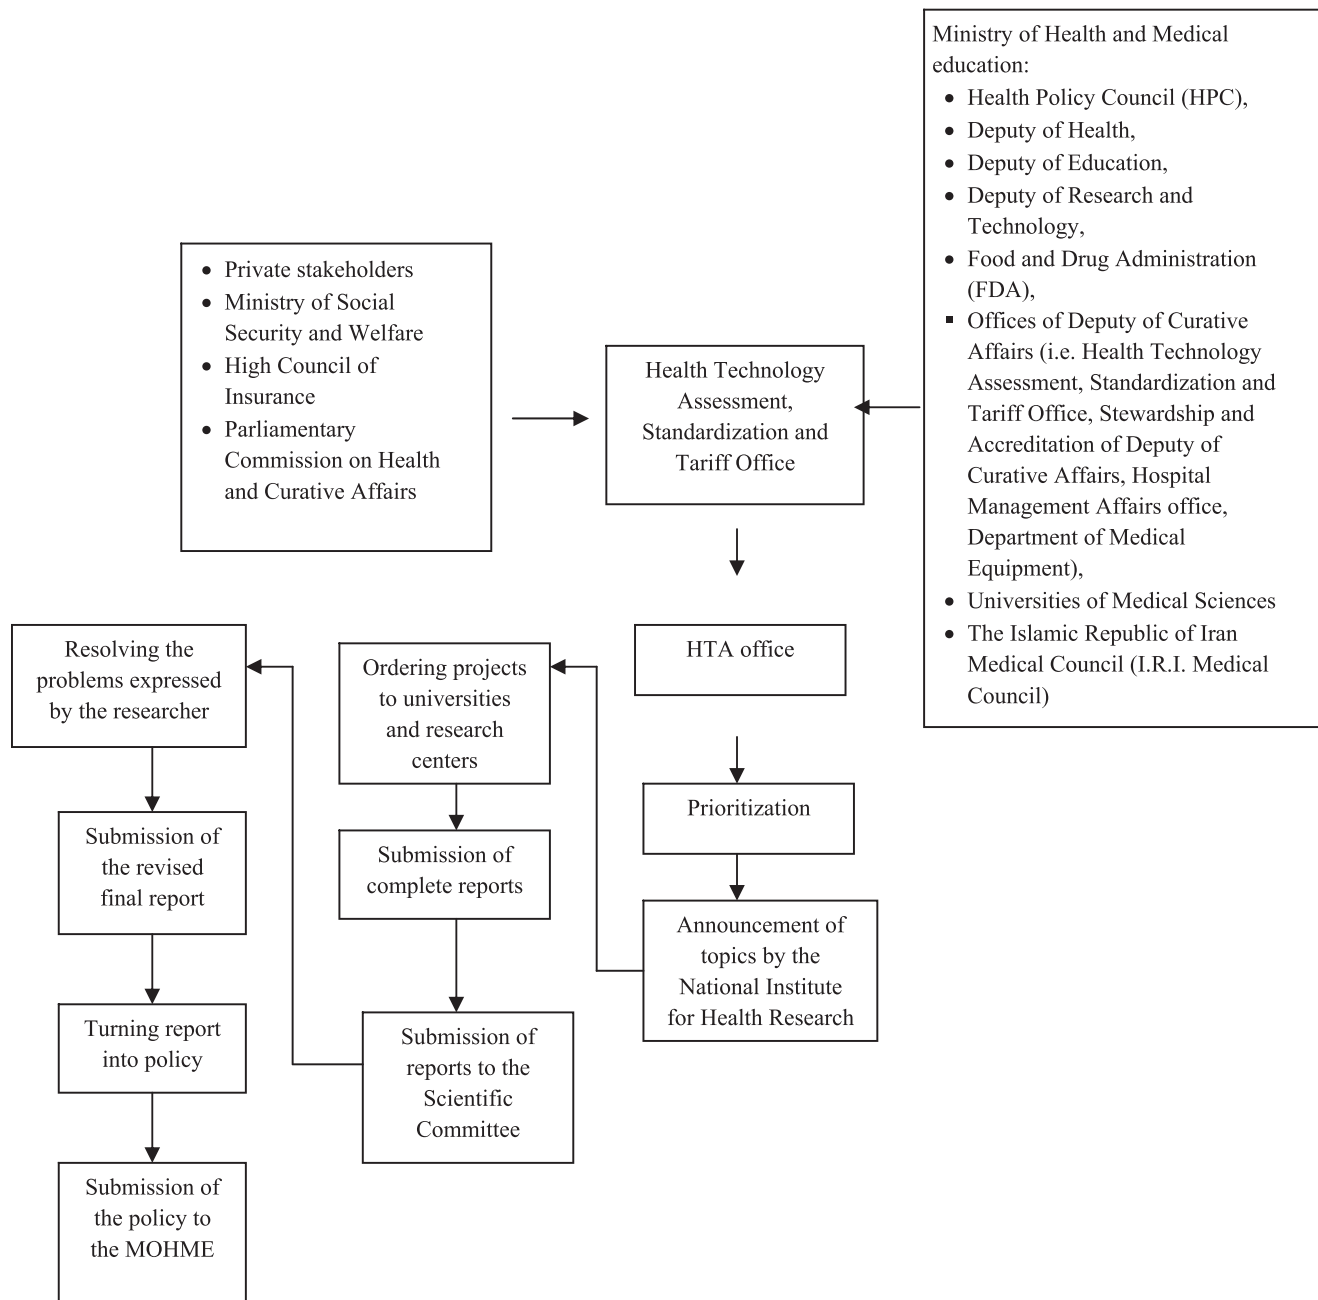 Ministry of Health and Medical
education:
• Health Policy Council (HPC),
• Deputy of Health,
• Deputy of Education,
• Deputy of Research and
Technology,
• Food and Drug Administration
(FDA),
▪ Offices of Deputy of Curative
Affairs (i.e. Health Technology
Assessment, Standardization and
Tariff Office, Stewardship and
Accreditation of Deputy of
Curative Affairs, Hospital
Management Affairs office,
Department of Medical
Equipment),
• Universities of Medical Sciences
• The Islamic Republic of Iran
Medical Council (I.R.I. Medical
Council)
• Private stakeholders
• Ministry of Social
Security and Welfare
• High Council of
Insurance
• Parliamentary
Commission on Health
and Curative Affairs
Health Technology
Assessment,
Standardization and
Tariff Office
HTA office
Prioritization
Announcement of
topics by the
National Institute
for Health Research
Ordering projects
to universities
and research
centers
Submission of
complete reports
Submission of
reports to the
Scientific
Committee
Resolving the
problems expressed
by the researcher
Submission of
the revised
final report
Turning report
into policy
Submission of
the policy to
the MOHME